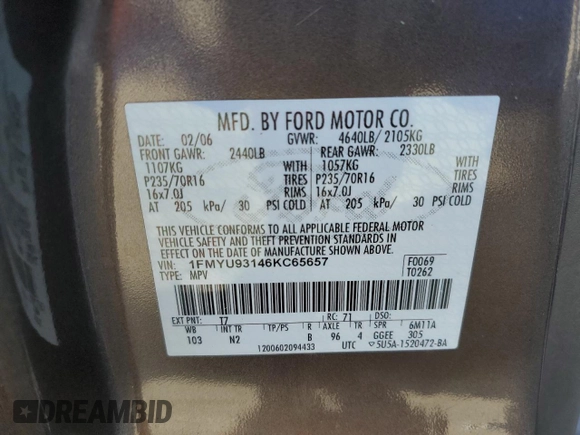 MFD. BY FORD MOTOR CO.
DATE: 02/06 GVWR: 4640LB/ 2105KG
FRONT GAWR: 2440LB REAR GAWR: 2330LB
1107KG WITH 1057KG WITH
P235/70R16 TIRES P235/70R16 TIRES
16x7.0J RIMS 16x7.0J RIMS
AT 205 kPa/ 30 PSI COLD AT 205 kPa/ 30 PSI COLD
THIS VEHICLE CONFORMS TO ALL APPLICABLE FEDERAL MOTOR
VEHICLE SAFETY AND THEFT PREVENTION STANDARDS IN
EFFECT ON THE DATE OF MANUFACTURE SHOWN ABOVE.
VIN: 1FMYU93146KC65657 F0069
TYPE: MPV T0262
EXT PNT: T7 RC: 71 DSO:
WB INT TR TP/PS R AXLE TR SPR 6M11A
103 N2 B 96 4 GGEE 305
1200602094433 UTC 5U5A-1520472-BA
DREAMBID